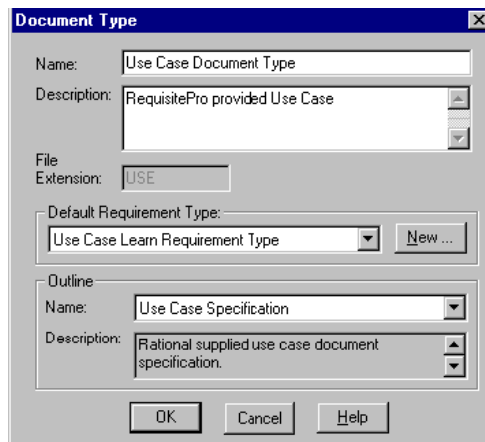 Document Type
Name: Use Case Document Type
Description: RequisitePro provided Use Case
File
Extension: USE
Default Requirement Type:
Use Case Learn Requirement Type New ...
Outline
Name: Use Case Specification
Description: Rational supplied use case document
specification.
OK Cancel Help